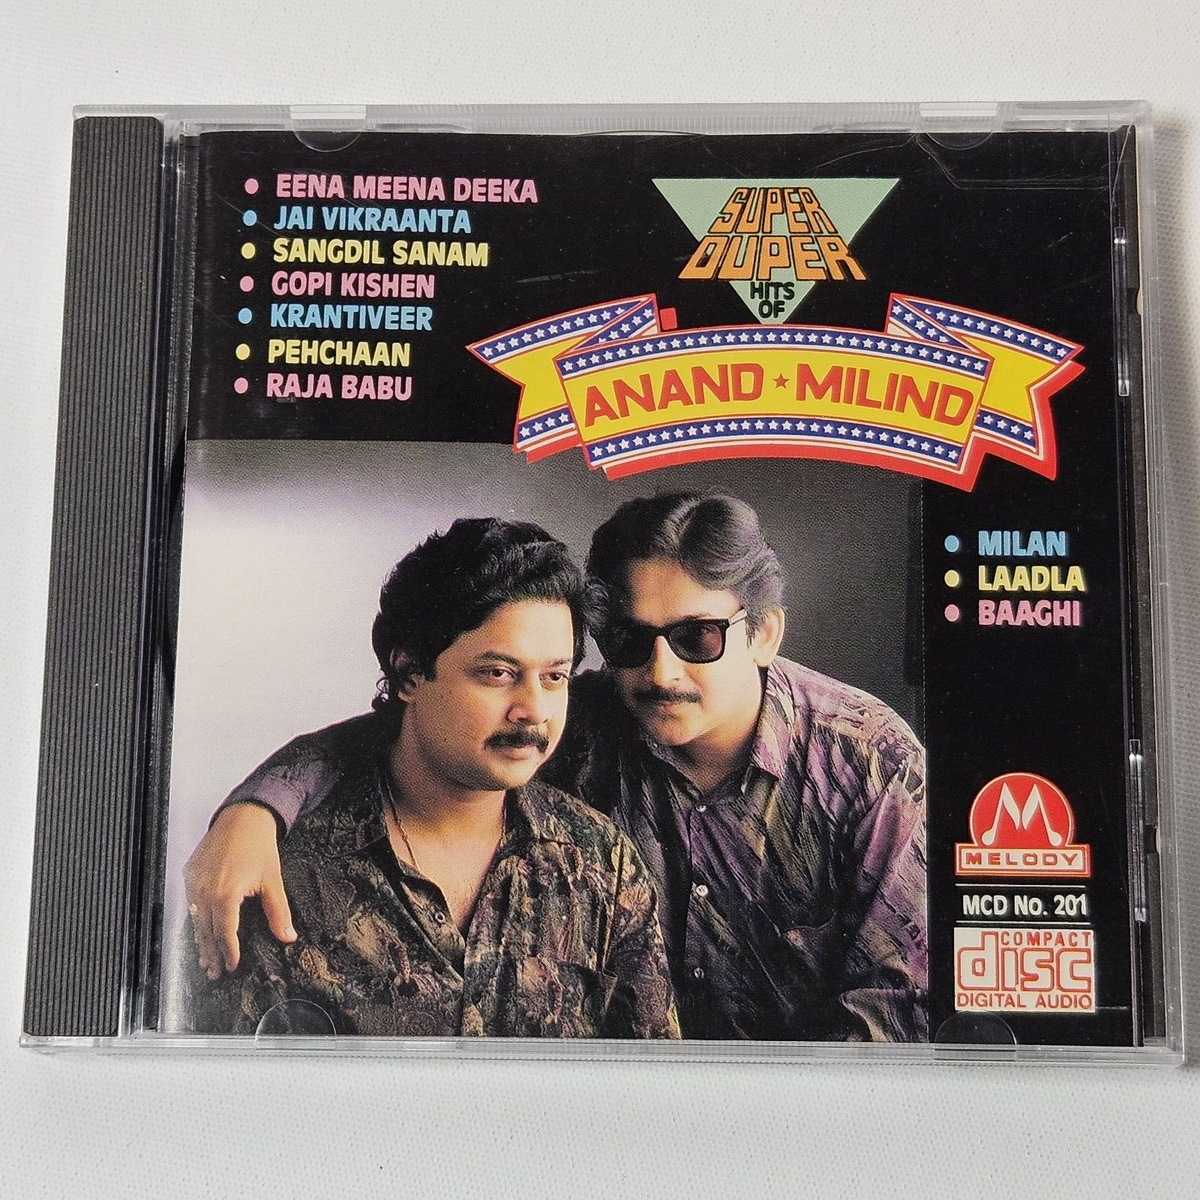 • EENA MEENA DEEKA
• JAI VIKRAANTA
• SANGDIL SANAM
• GOPI KISHEN
• KRANTIVEER
• PEHCHAAN
• RAJA BABU
SUPER
DUPER
HITS
OF
ANAND ★ MILIND
• MILAN
• LAADLA
• BAAGHI
M
MELODY
MCD No. 201
COMPACT
disc
DIGITAL AUDIO